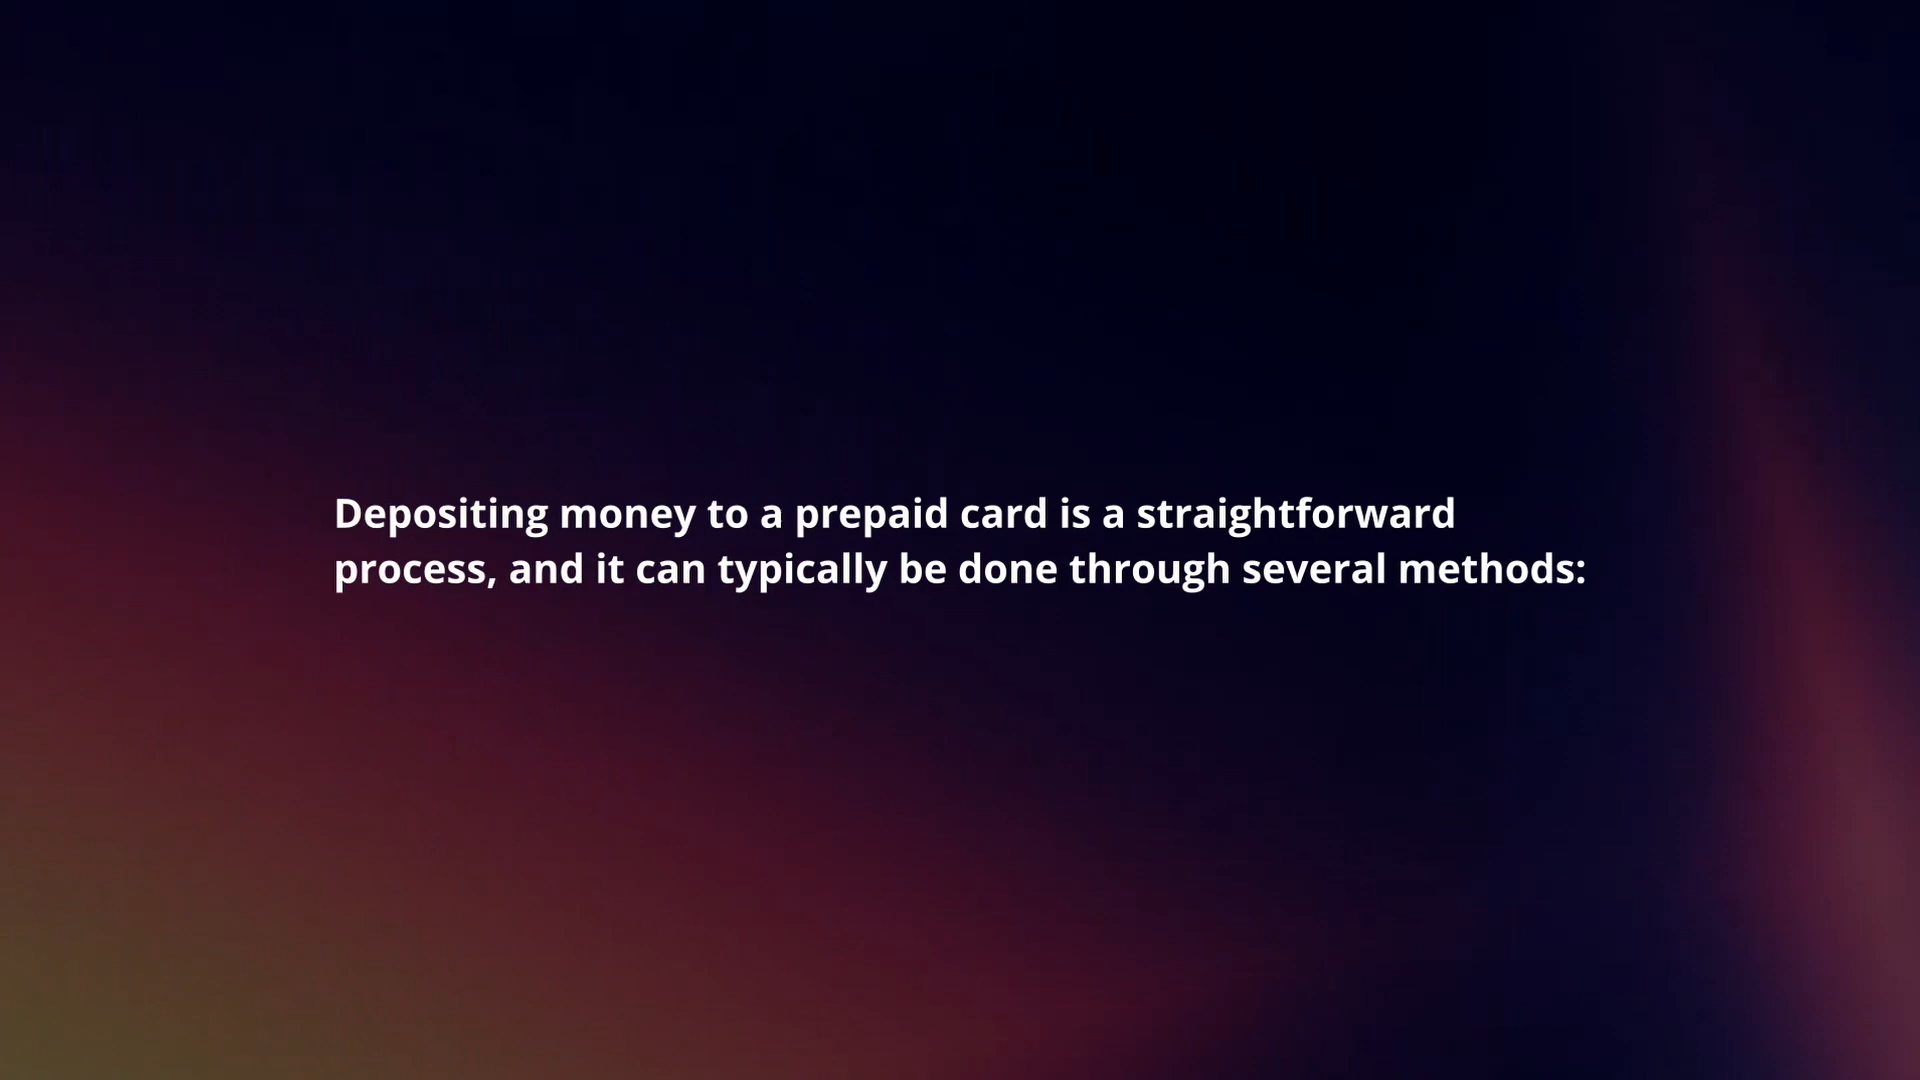 Depositing money to a prepaid card is a straightforward
process, and it can typically be done through several methods: